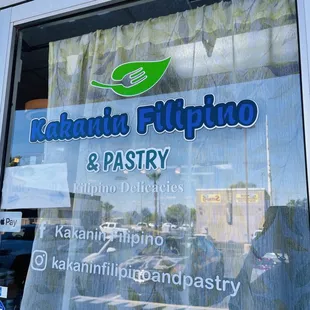 Kakanin Filipino
& PASTRY
Filipino Delicacies
Pay
Kakanin Filipino
kakaninfilipinoandpastry